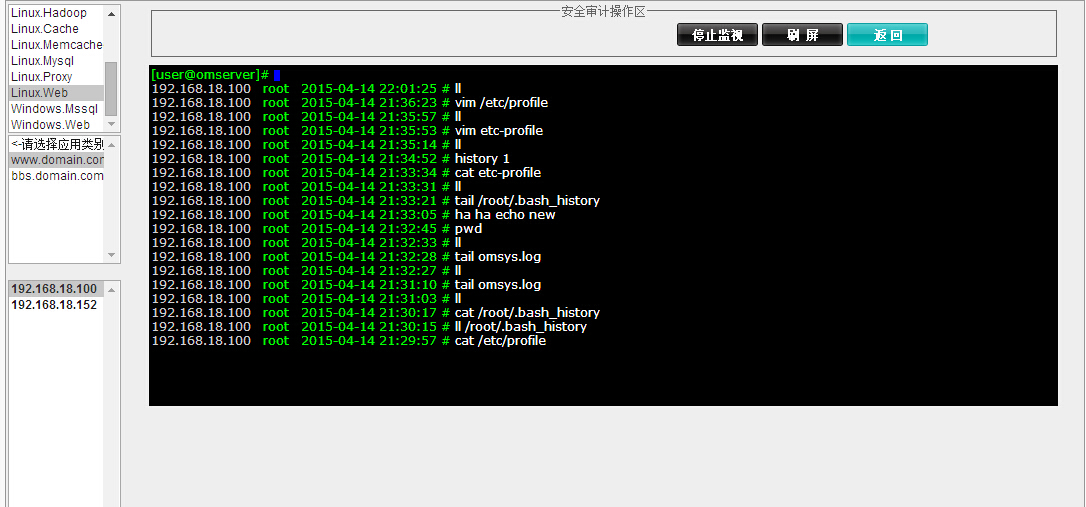 Linux.Hadoop
Linux.Cache
Linux.Memcache
Linux.Mysql
Linux.Proxy
Linux.Web
Windows.Mssql
Windows.Web
<-请选择应用类别
www.domain.com
bbs.domain.com
192.168.18.100
192.168.18.152
安全审计操作区
停止监视 刷 屏 返 回
[user@omserver]#
192.168.18.100 root 2015-04-14 22:01:25 # ll
192.168.18.100 root 2015-04-14 21:36:23 # vim /etc/profile
192.168.18.100 root 2015-04-14 21:35:57 # ll
192.168.18.100 root 2015-04-14 21:35:53 # vim etc-profile
192.168.18.100 root 2015-04-14 21:35:14 # ll
192.168.18.100 root 2015-04-14 21:34:52 # history 1
192.168.18.100 root 2015-04-14 21:33:34 # cat etc-profile
192.168.18.100 root 2015-04-14 21:33:31 # ll
192.168.18.100 root 2015-04-14 21:33:21 # tail /root/.bash_history
192.168.18.100 root 2015-04-14 21:33:05 # ha ha echo new
192.168.18.100 root 2015-04-14 21:32:45 # pwd
192.168.18.100 root 2015-04-14 21:32:33 # ll
192.168.18.100 root 2015-04-14 21:32:28 # tail omsys.log
192.168.18.100 root 2015-04-14 21:32:27 # ll
192.168.18.100 root 2015-04-14 21:31:10 # tail omsys.log
192.168.18.100 root 2015-04-14 21:31:03 # ll
192.168.18.100 root 2015-04-14 21:30:17 # cat /root/.bash_history
192.168.18.100 root 2015-04-14 21:30:15 # ll /root/.bash_history
192.168.18.100 root 2015-04-14 21:29:57 # cat /etc/profile